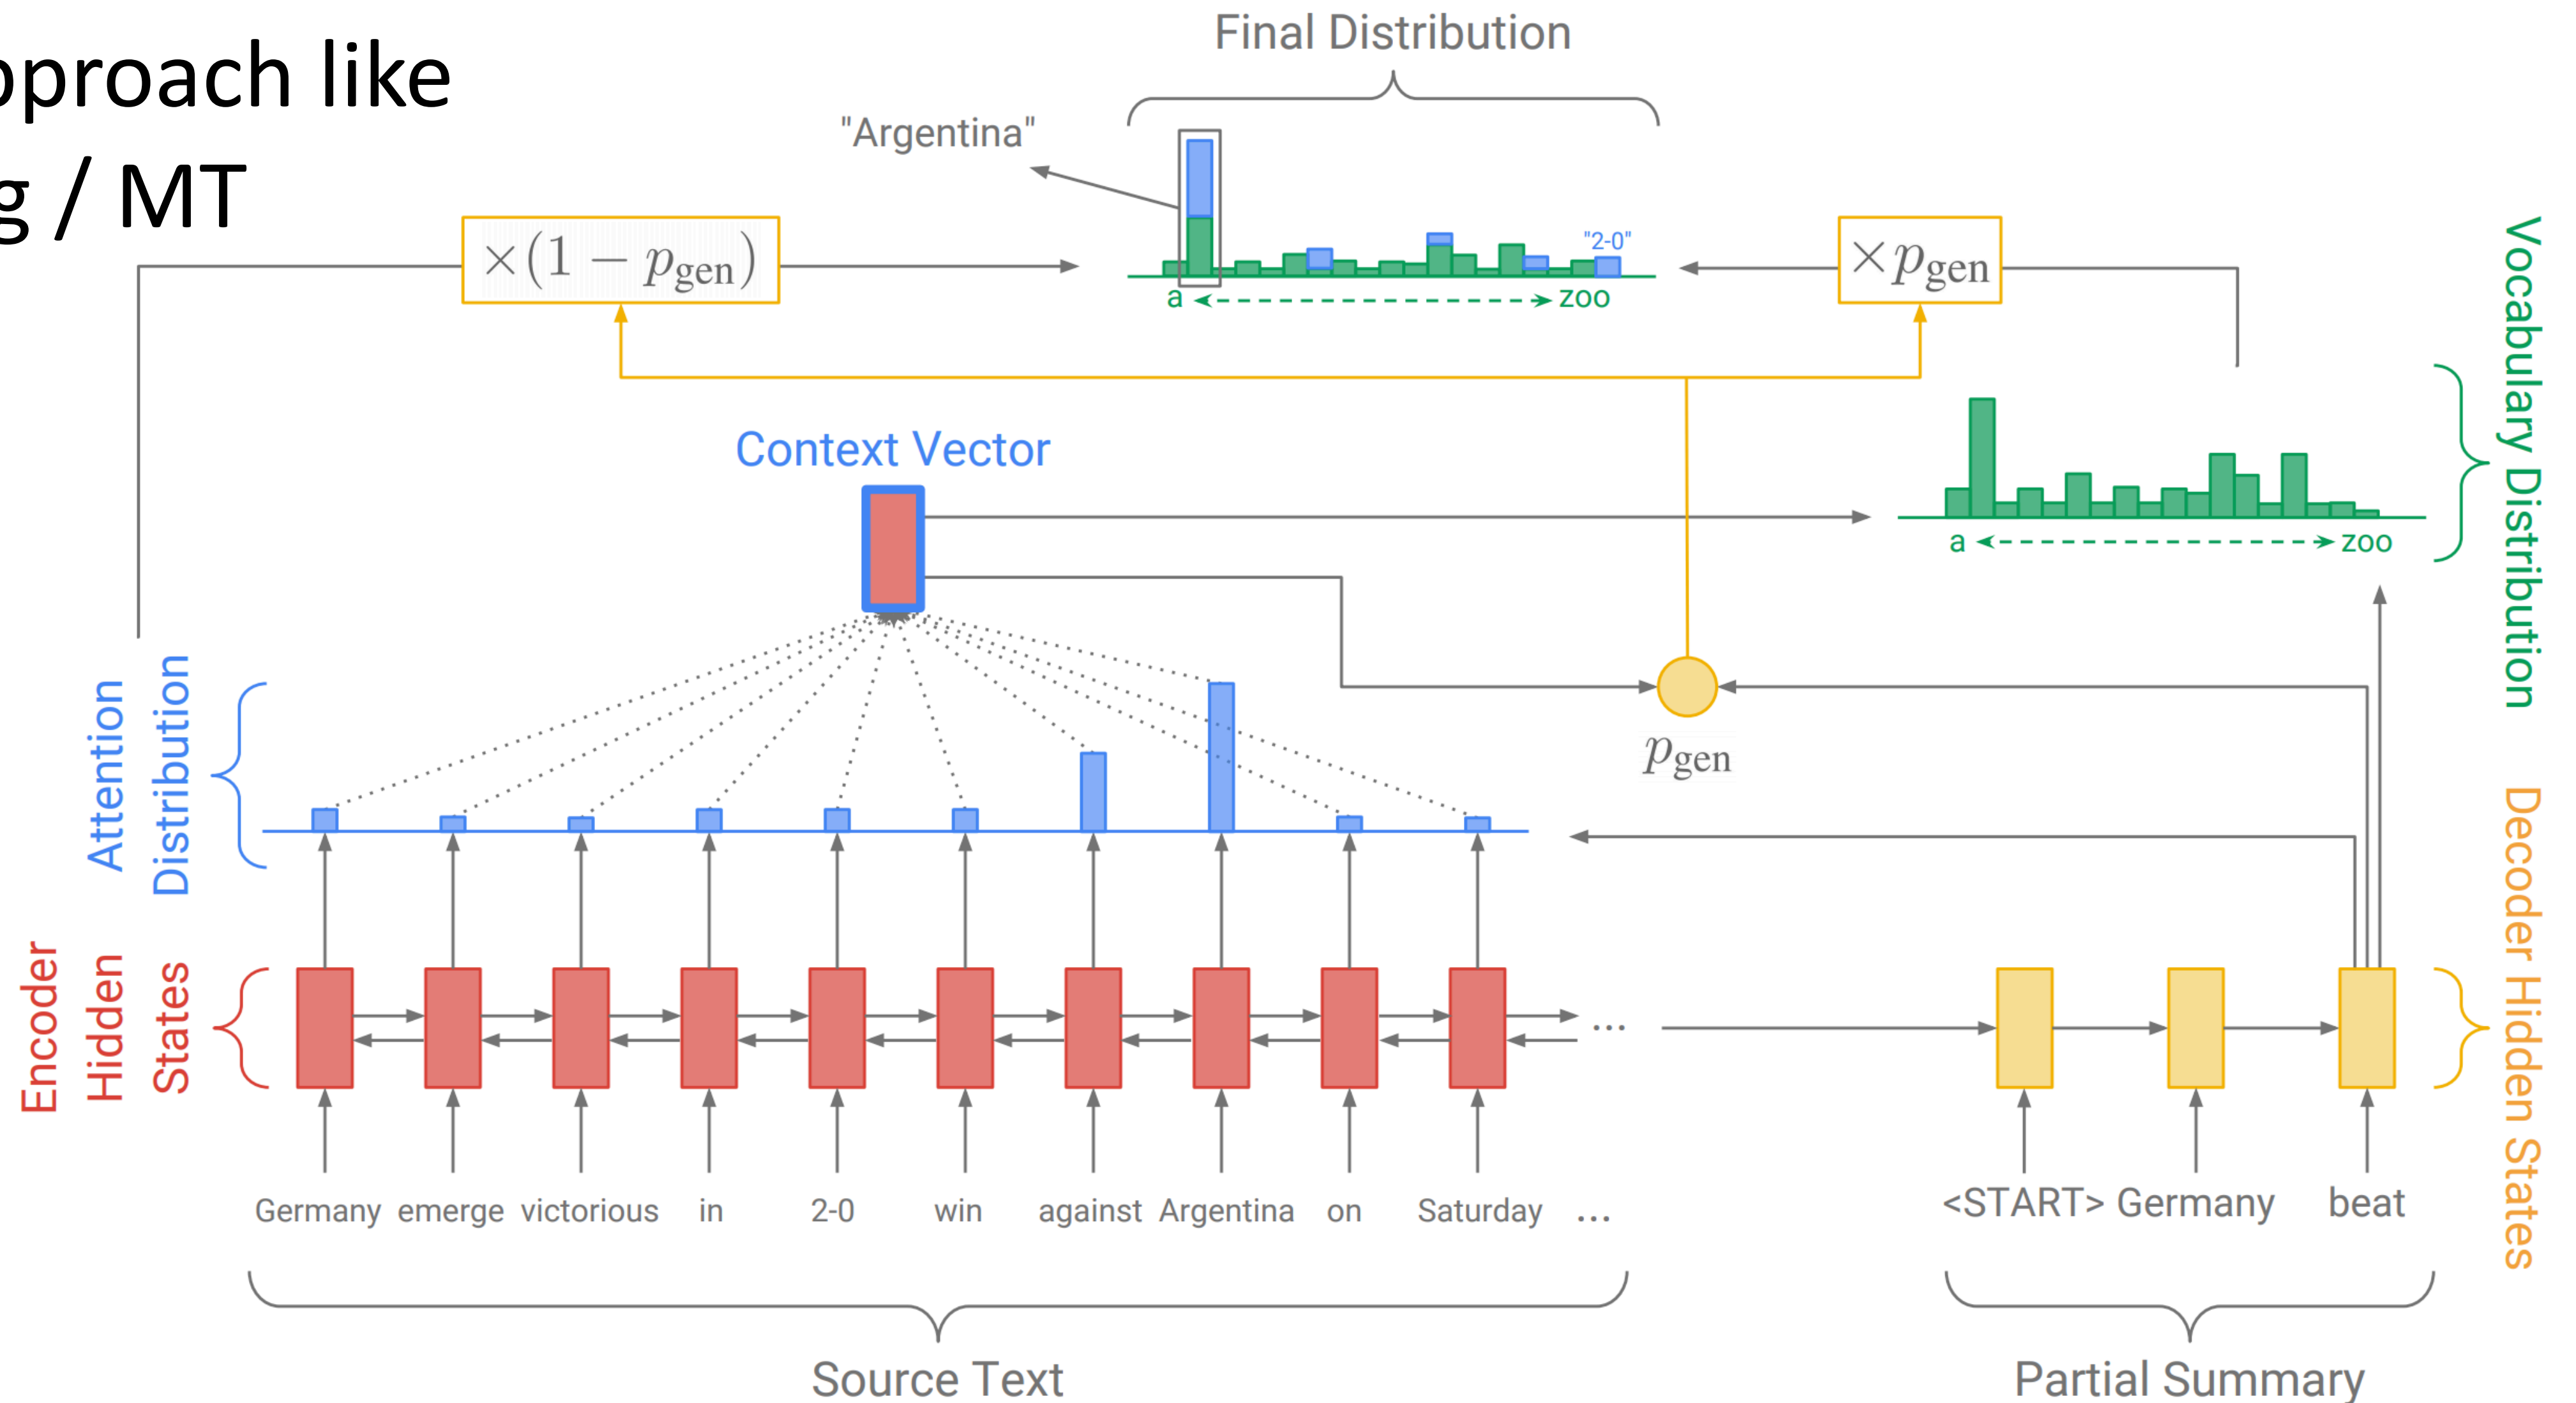 pproach like
g / MT
Final Distribution
"Argentina"
×(1 − pgen)
"2-0"
×pgen
a
zoo
Context Vector
Vocabulary Distribution
a
zoo
Attention
Distribution
pgen
Encoder
Hidden
States
...
Decoder Hidden States
Germany emerge victorious in 2-0 win against Argentina on Saturday ...
<START> Germany beat
Source Text
Partial Summary